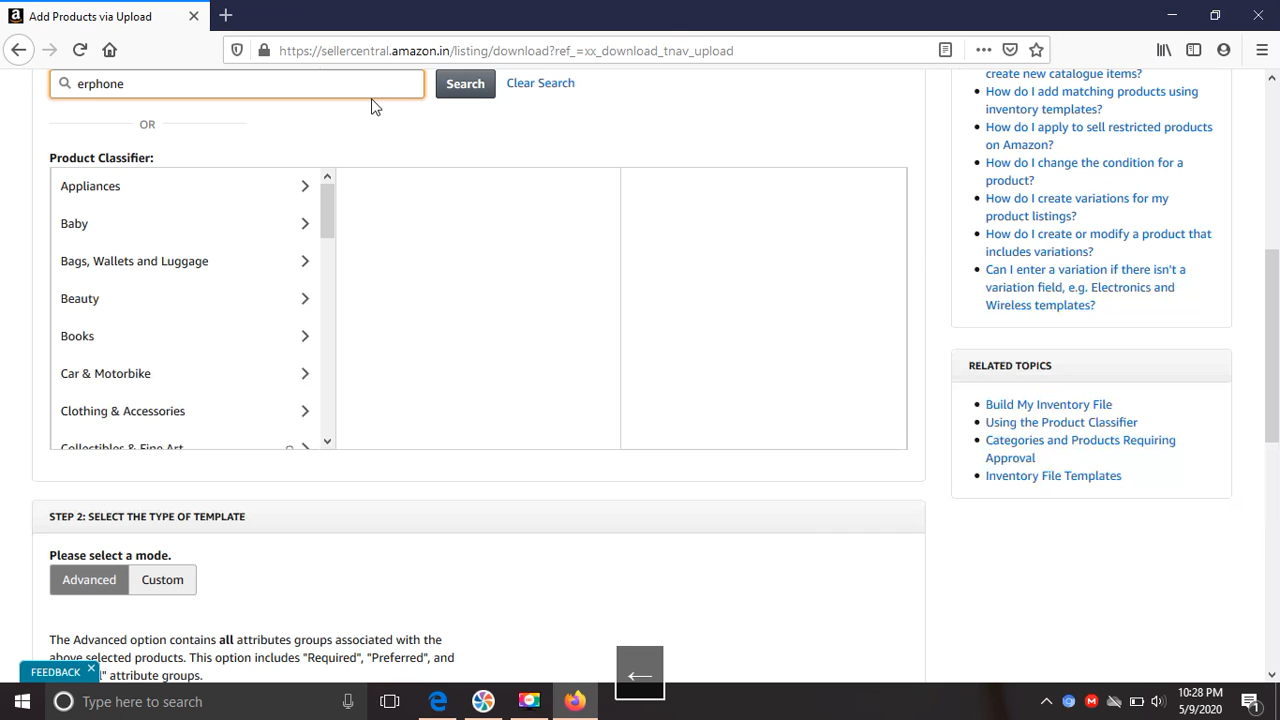 Add Products via Upload
https://sellercentral.amazon.in/listing/download?ref_=xx_download_tnav_upload
erphone
Search
Clear Search
OR
Product Classifier:
Appliances
Baby
Bags, Wallets and Luggage
Beauty
Books
Car & Motorbike
Clothing & Accessories
Collectibles & Fine Art
STEP 2: SELECT THE TYPE OF TEMPLATE
Please select a mode.
Advanced
Custom
The Advanced option contains all attributes groups associated with the
above selected products. This option includes "Required", "Preferred", and
attribute groups.
FEEDBACK
create new catalogue items?
How do I add matching products using
inventory templates?
How do I apply to sell restricted products
on Amazon?
How do I change the condition for a
product?
How do I create variations for my
product listings?
How do I create or modify a product that
includes variations?
Can I enter a variation if there isn't a
variation field, e.g. Electronics and
Wireless templates?
RELATED TOPICS
Build My Inventory File
Using the Product Classifier
Categories and Products Requiring
Approval
Inventory File Templates
Type here to search
10:28 PM
5/9/2020